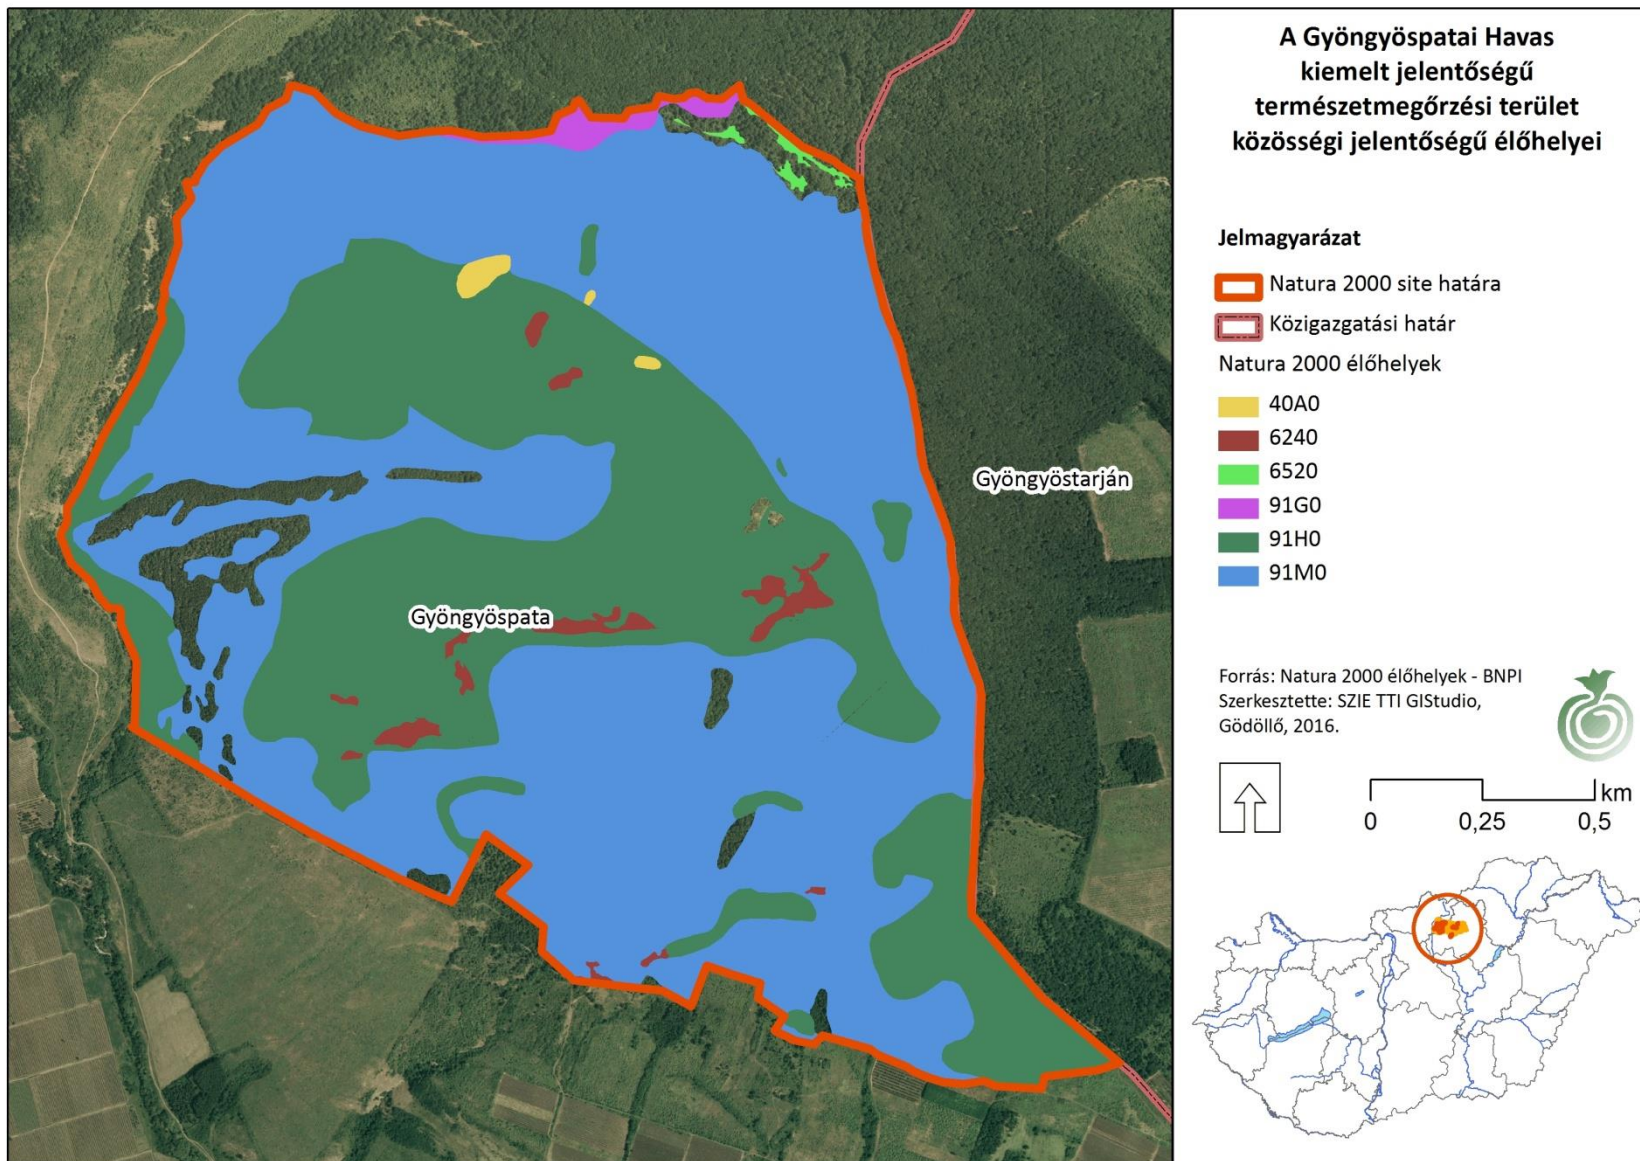 A Gyöngyöspatai Havas
kiemelt jelentőségű
természetmegőrzési terület
közösségi jelentőségű élőhelyei
Jelmagyarázat
Natura 2000 site határa
Közigazgatási határ
Natura 2000 élőhelyek
40A0
6240
6520
91G0
91H0
91M0
Gyöngyöstarján
Gyöngyöspata
Forrás: Natura 2000 élőhelyek - BNPI
Szerkesztette: SZIE TTI GIStudio,
Gödöllő, 2016.
km
0 0,25 0,5